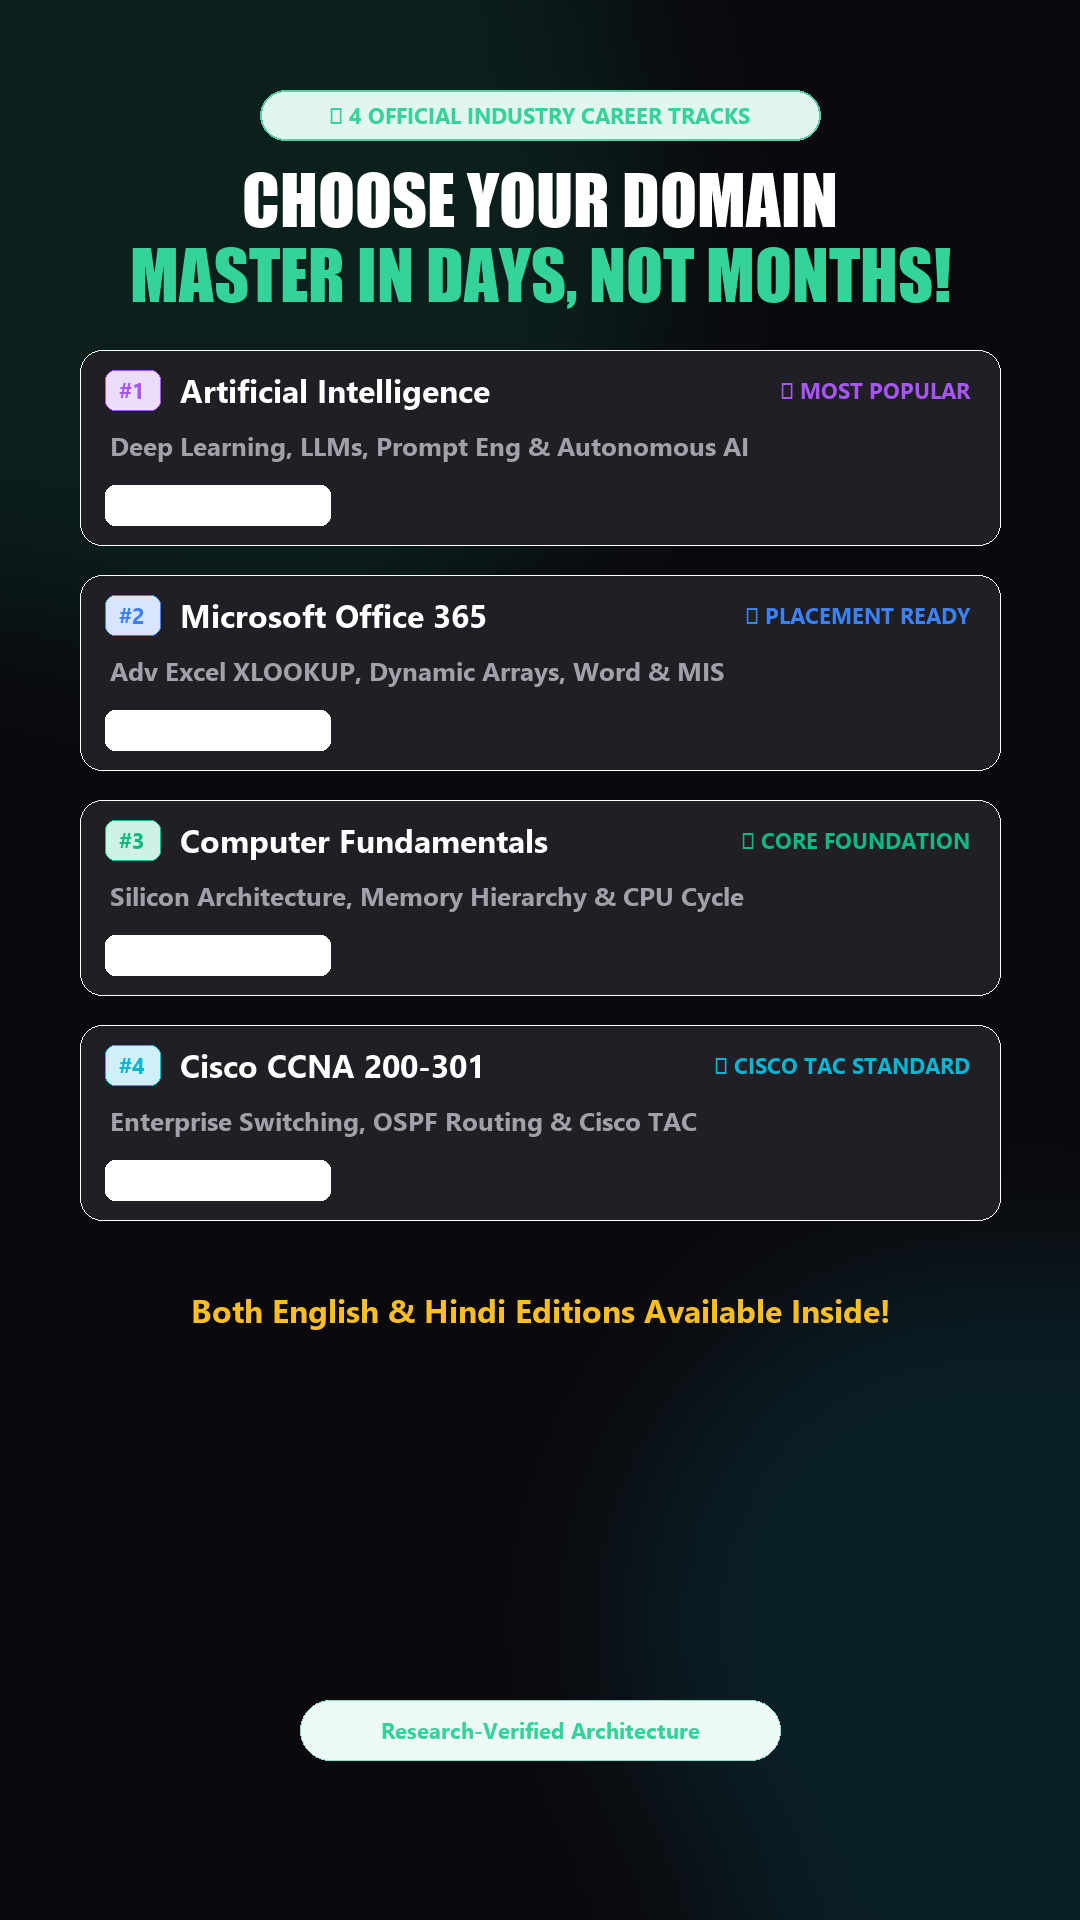 4 OFFICIAL INDUSTRY CAREER TRACKS
CHOOSE YOUR DOMAIN
MASTER IN DAYS, NOT MONTHS!
#1 Artificial Intelligence MOST POPULAR
Deep Learning, LLMs, Prompt Eng & Autonomous AI
#2 Microsoft Office 365 PLACEMENT READY
Adv Excel XLOOKUP, Dynamic Arrays, Word & MIS
#3 Computer Fundamentals CORE FOUNDATION
Silicon Architecture, Memory Hierarchy & CPU Cycle
#4 Cisco CCNA 200-301 CISCO TAC STANDARD
Enterprise Switching, OSPF Routing & Cisco TAC
Both English & Hindi Editions Available Inside!
Research-Verified Architecture